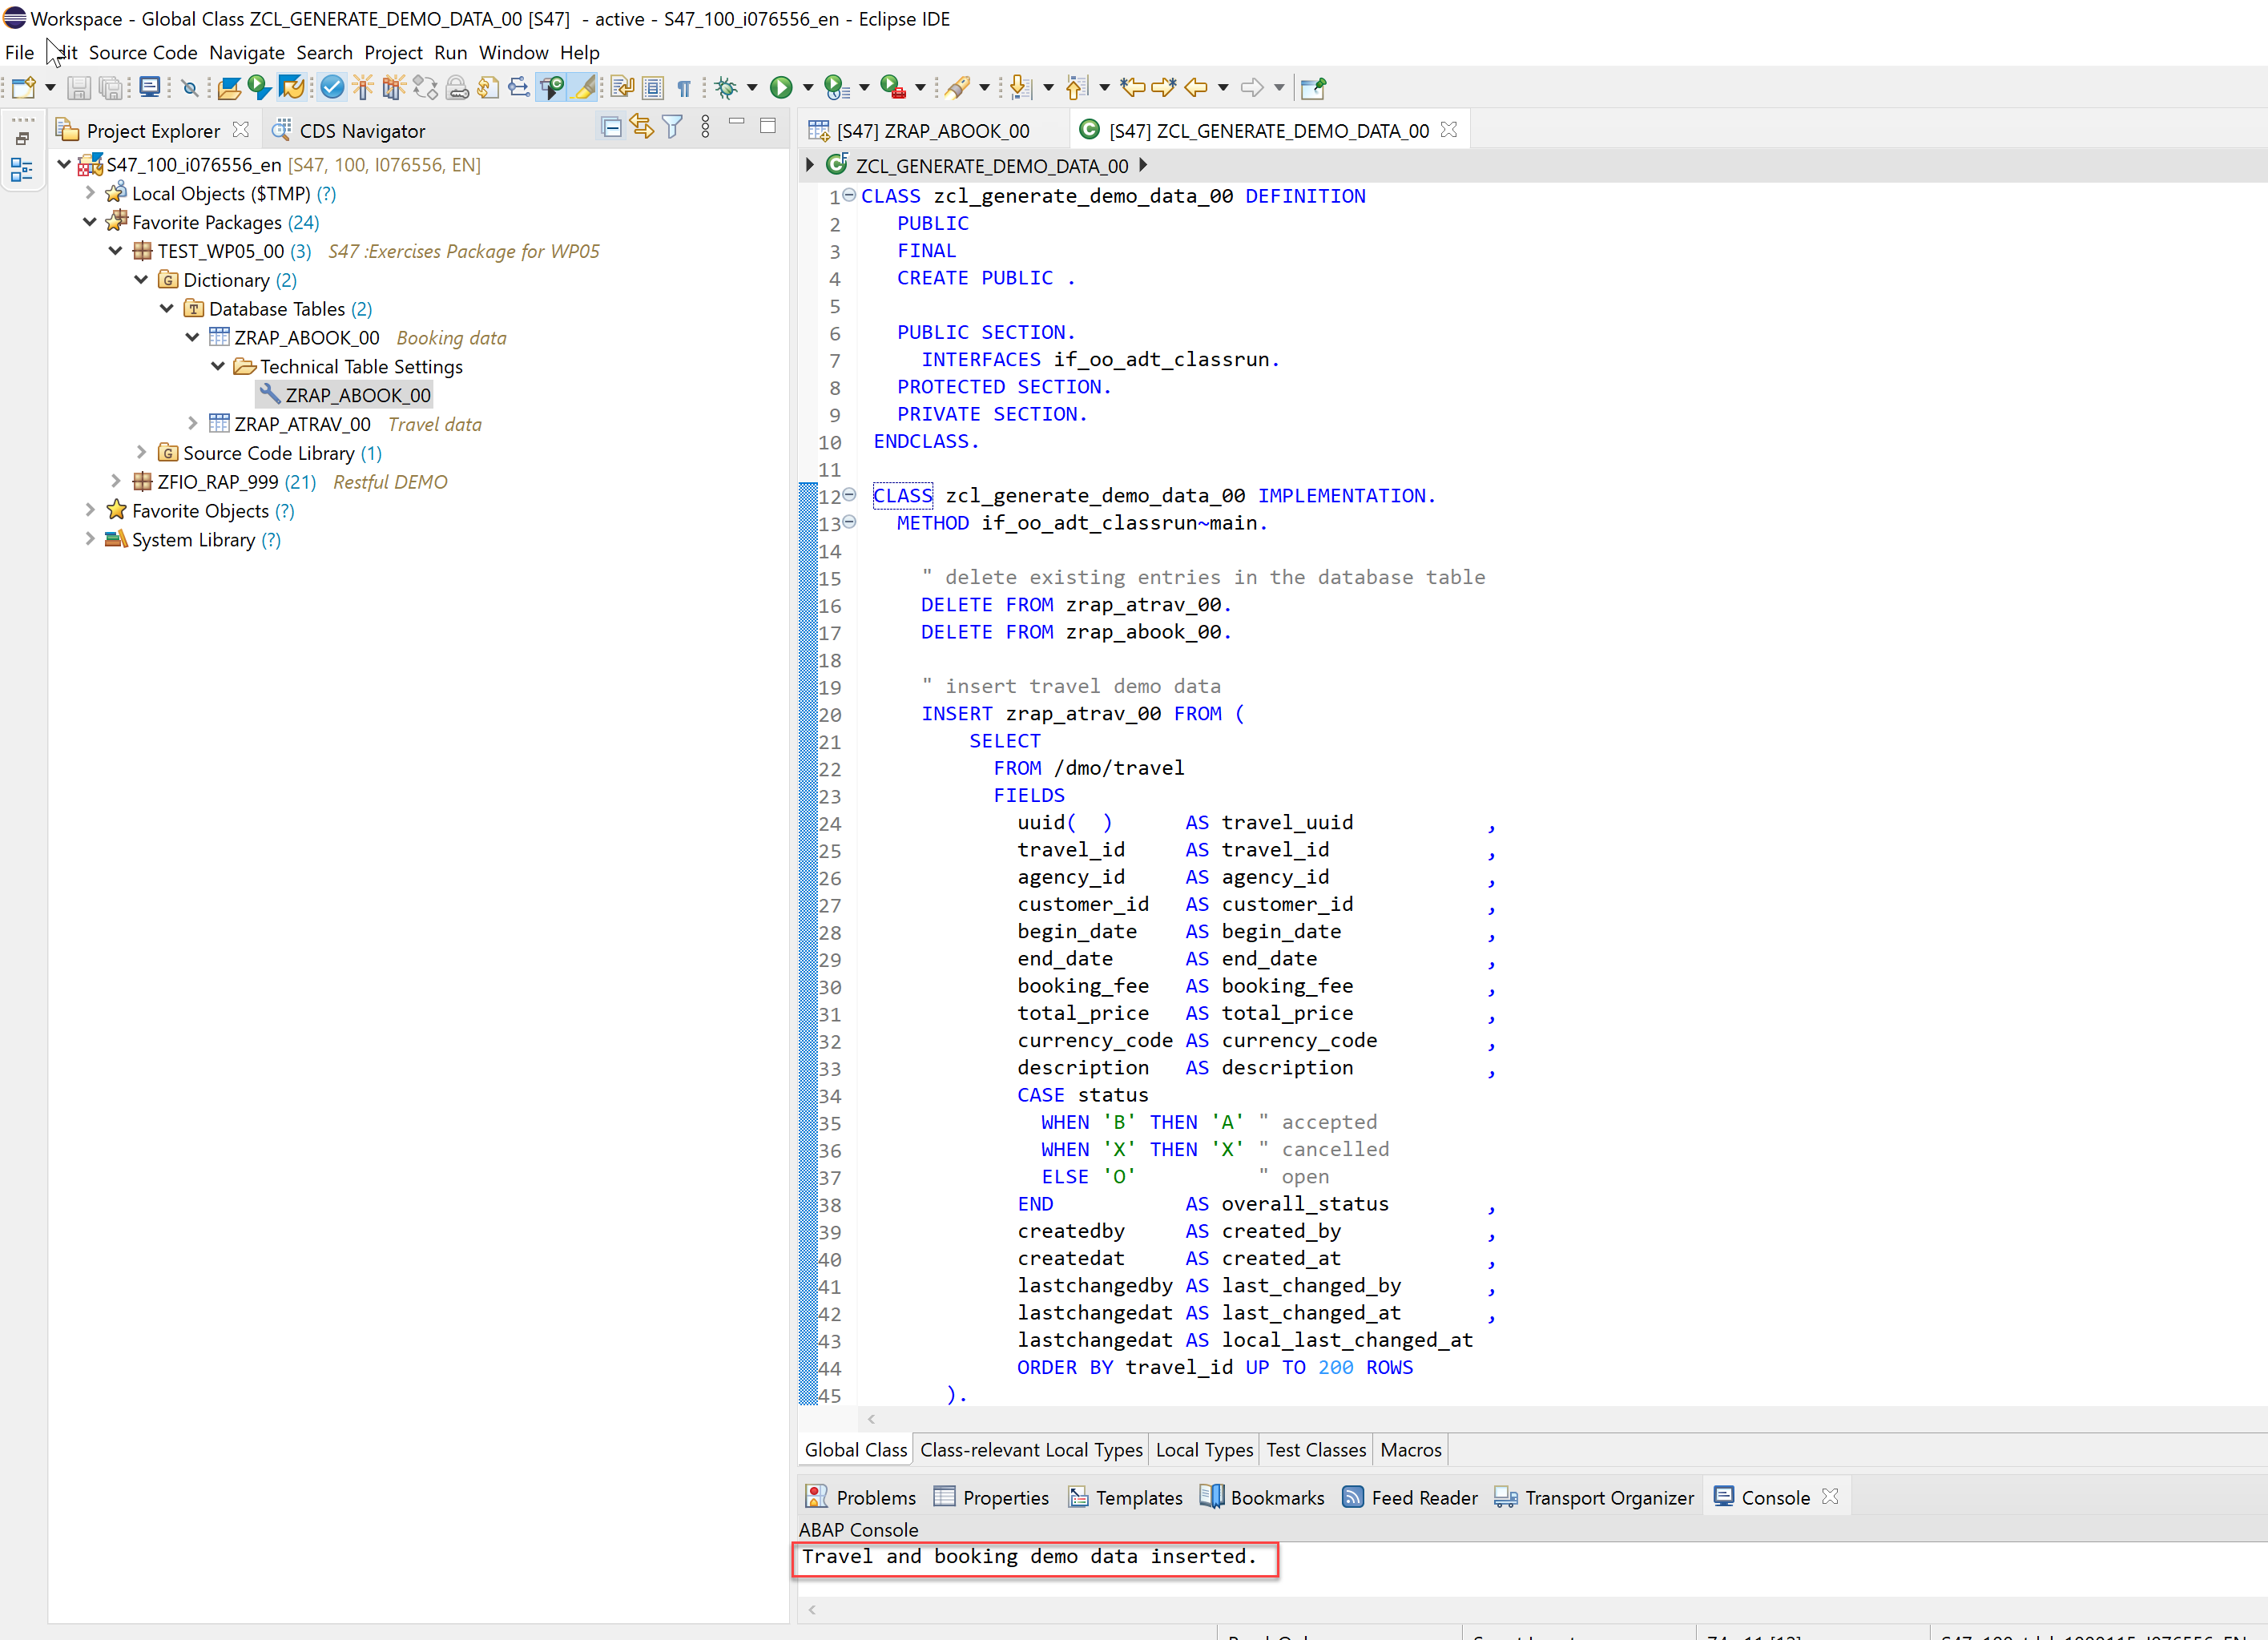 Workspace - Global Class ZCL_GENERATE_DEMO_DATA_00 [S47]  - active - S47_100_i076556_en - Eclipse IDE
File Edit Source Code Navigate Search Project Run Window Help
Project Explorer
CDS Navigator
S47_100_i076556_en [S47, 100, I076556, EN]
Local Objects ($TMP) (?)
Favorite Packages (24)
TEST_WP05_00 (3) S47 :Exercises Package for WP05
Dictionary (2)
Database Tables (2)
ZRAP_ABOOK_00 Booking data
Technical Table Settings
ZRAP_ABOOK_00
ZRAP_ATRAV_00 Travel data
Source Code Library (1)
ZFIO_RAP_999 (21) Restful DEMO
Favorite Objects (?)
System Library (?)
[S47] ZRAP_ABOOK_00
[S47] ZCL_GENERATE_DEMO_DATA_00
ZCL_GENERATE_DEMO_DATA_00
1 CLASS zcl_generate_demo_data_00 DEFINITION
2 PUBLIC
3 FINAL
4 CREATE PUBLIC .
5
6 PUBLIC SECTION.
7 INTERFACES if_oo_adt_classrun.
8 PROTECTED SECTION.
9 PRIVATE SECTION.
10 ENDCLASS.
11
12 CLASS zcl_generate_demo_data_00 IMPLEMENTATION.
13 METHOD if_oo_adt_classrun~main.
14
15 " delete existing entries in the database table
16 DELETE FROM zrap_atrav_00.
17 DELETE FROM zrap_abook_00.
18
19 " insert travel demo data
20 INSERT zrap_atrav_00 FROM (
21 SELECT
22 FROM /dmo/travel
23 FIELDS
24 uuid(  ) AS travel_uuid ,
25 travel_id AS travel_id ,
26 agency_id AS agency_id ,
27 customer_id AS customer_id ,
28 begin_date AS begin_date ,
29 end_date AS end_date ,
30 booking_fee AS booking_fee ,
31 total_price AS total_price ,
32 currency_code AS currency_code ,
33 description AS description ,
34 CASE status
35 WHEN 'B' THEN 'A' " accepted
36 WHEN 'X' THEN 'X' " cancelled
37 ELSE 'O' " open
38 END AS overall_status ,
39 createdby AS created_by ,
40 createdat AS created_at ,
41 lastchangedby AS last_changed_by ,
42 lastchangedat AS last_changed_at ,
43 lastchangedat AS local_last_changed_at
44 ORDER BY travel_id UP TO 200 ROWS
45 ).
Global Class Class-relevant Local Types Local Types Test Classes Macros
Problems Properties Templates Bookmarks Feed Reader Transport Organizer Console
ABAP Console
Travel and booking demo data inserted.